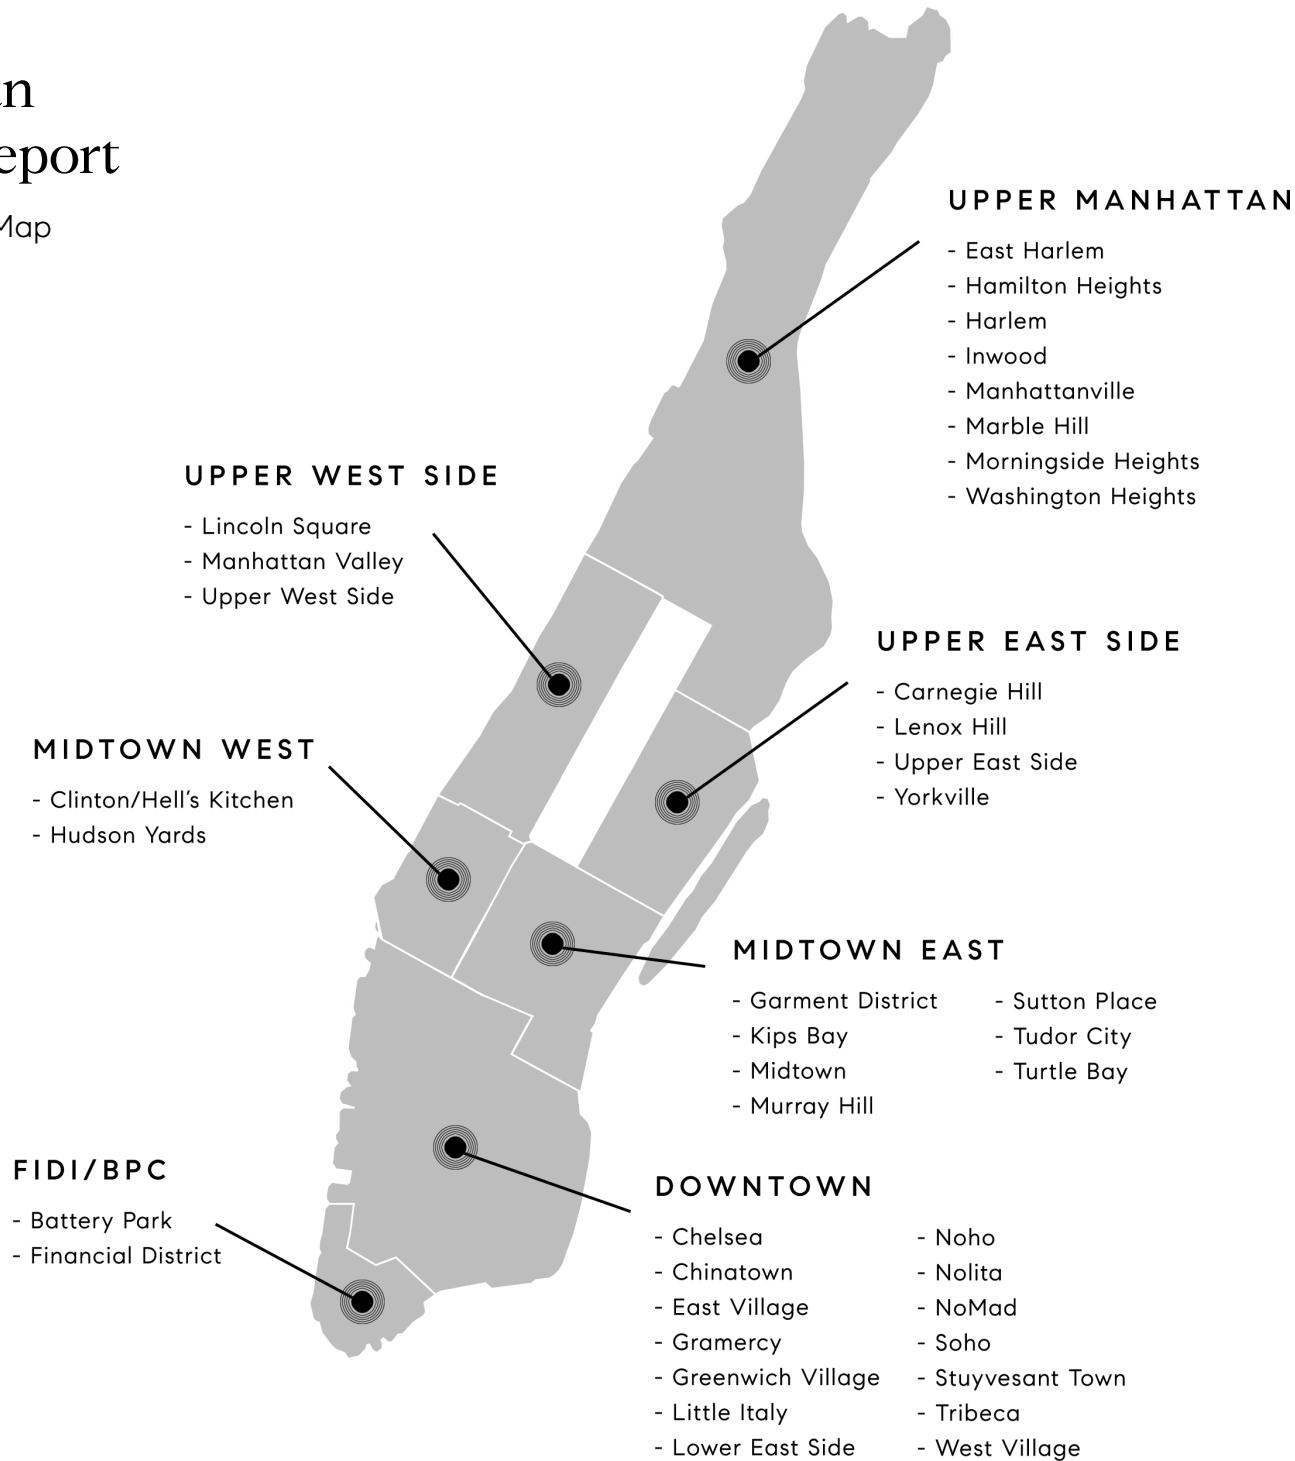 Map
UPPER MANHATTAN
- East Harlem
- Hamilton Heights
- Harlem
- Inwood
- Manhattanville
- Marble Hill
- Morningside Heights
- Washington Heights
UPPER WEST SIDE
- Lincoln Square
- Manhattan Valley
- Upper West Side
UPPER EAST SIDE
- Carnegie Hill
- Lenox Hill
- Upper East Side
- Yorkville
MIDTOWN WEST
- Clinton/Hell's Kitchen
- Hudson Yards
MIDTOWN EAST
- Garment District
- Kips Bay
- Midtown
- Murray Hill
- Sutton Place
- Tudor City
- Turtle Bay
FIDI/BPC
- Battery Park
- Financial District
DOWNTOWN
- Chelsea
- Chinatown
- East Village
- Gramercy
- Greenwich Village
- Little Italy
- Lower East Side
- Noho
- Nolita
- NoMad
- Soho
- Stuyvesant Town
- Tribeca
- West Village